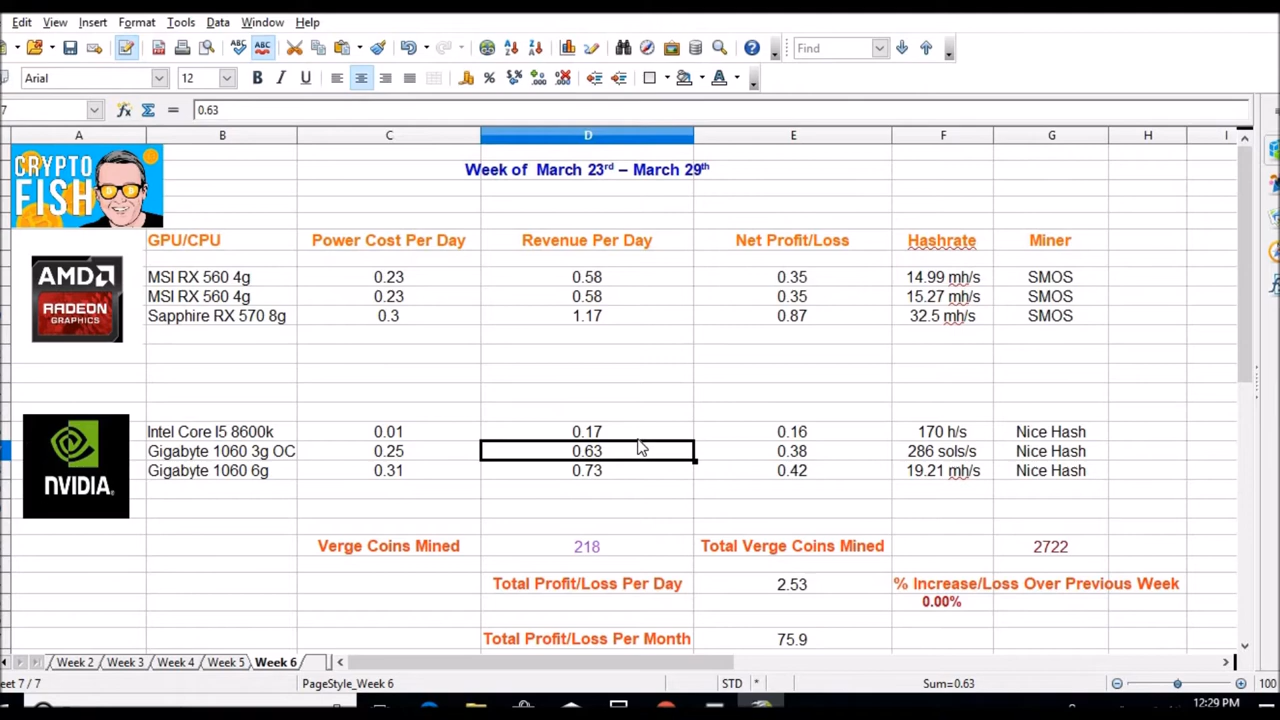 Edit View Insert Format Tools Data Window Help
ABC ABC Find
Arial 12 B I U A
7 0.63
A B C D E F G H I
CRYPTO
FISH
Week of March 23rd – March 29th
GPU/CPU Power Cost Per Day Revenue Per Day Net Profit/Loss Hashrate Miner
AMD
RADEON
GRAPHICS
MSI RX 560 4g 0.23 0.58 0.35 14.99 mh/s SMOS
MSI RX 560 4g 0.23 0.58 0.35 15.27 mh/s SMOS
Sapphire RX 570 8g 0.3 1.17 0.87 32.5 mh/s SMOS
Intel Core I5 8600k 0.01 0.17 0.16 170 h/s Nice Hash
7 Gigabyte 1060 3g OC 0.25 0.63 0.38 286 sols/s Nice Hash
Gigabyte 1060 6g 0.31 0.73 0.42 19.21 mh/s Nice Hash
NVIDIA.
Verge Coins Mined 218 Total Verge Coins Mined 2722
Total Profit/Loss Per Day 2.53 % Increase/Loss Over Previous Week
0.00%
Total Profit/Loss Per Month 75.9
Week 2 Week 3 Week 4 Week 5 Week 6
eet 7 / 7 PageStyle_Week 6 STD * Sum=0.63 100
12:29 PM